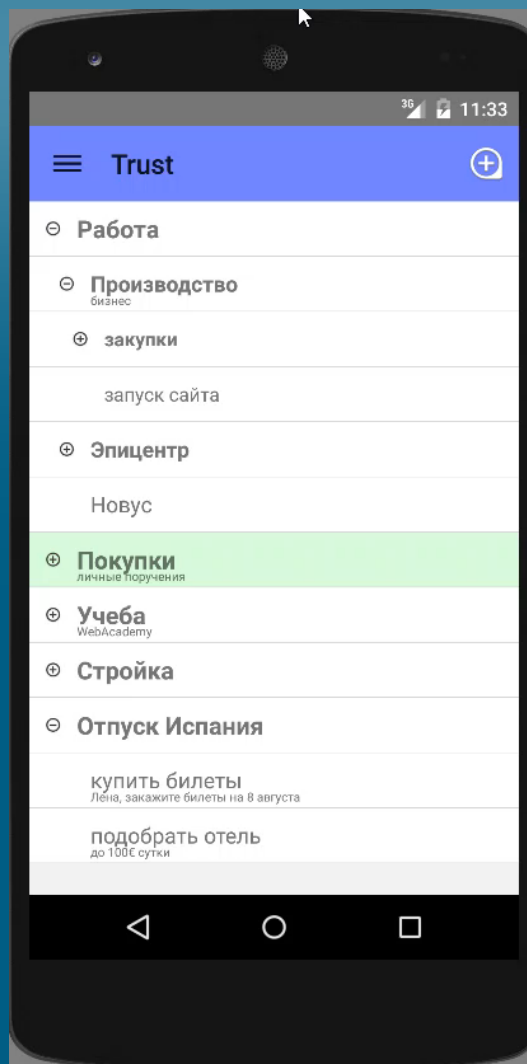 3G 11:33
Trust
Работа
Производство
бизнес
закупки
запуск сайта
Эпицентр
Новус
Покупки
личные поручения
Учеба
WebAcademy
Стройка
Отпуск Испания
купить билеты
Лена, закажите билеты на 8 августа
подобрать отель
до 100€ сутки